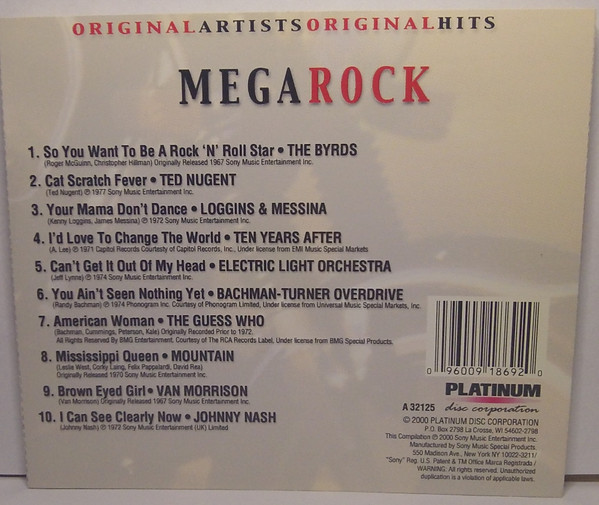 ORIGINALARTISTSORIGINALHITS
MEGAROCK
1. So You Want To Be A Rock 'N' Roll Star • THE BYRDS
(Roger McGuinn, Christopher Hillman) Originally Released 1967 Sony Music Entertainment Inc.
2. Cat Scratch Fever • TED NUGENT
(Ted Nugent) ℗ 1977 Sony Music Entertainment Inc.
3. Your Mama Don't Dance • LOGGINS & MESSINA
(Kenny Loggins, James Messina) ℗ 1972 Sony Music Entertainment Inc.
4. I'd Love To Change The World • TEN YEARS AFTER
(A. Lee) ℗ 1971 Capitol Records Courtesty of Capitol Records, Inc., Under license from EMI Music Special Markets
5. Can't Get It Out Of My Head • ELECTRIC LIGHT ORCHESTRA
(Jeff Lynne) ℗ 1974 Sony Music Entertainment Inc.
6. You Ain't Seen Nothing Yet • BACHMAN-TURNER OVERDRIVE
(Randy Bachman) ℗ 1974 Phonogram Inc. Courtesy of Phonogram Limited, Under license from Universal Music Special Markets, Inc.
7. American Woman • THE GUESS WHO
(Bachman, Cummings, Peterson, Kale) Originally Recorded Prior to 1972.
All Rights Reserved By BMG Entertainment. Courtesy of The RCA Records Label, Under license from BMG Special Products.
8. Mississippi Queen • MOUNTAIN
(Leslie West, Corky Laing, Felix Pappalardi, David Rea)
Originally Released 1970 Sony Music Entertainment Inc.
9. Brown Eyed Girl • VAN MORRISON
(Van Morrison) Originally Released 1967 Sony Music Entertainment Inc.
10. I Can See Clearly Now • JOHNNY NASH
(Johnny Nash) ℗ 1972 Sony Music Entertainment (UK) Limited
0 96009 18692 0
PLATINUM
disc corporation
A 32125
© 2000 PLATINUM DISC CORPORATION
P.O. Box 2798 La Crosse, WI 54602-2798
This Compilation ℗ 2000 Sony Music Entertainment Inc.
Manufactured by Sony Music Special Products.
550 Madison Ave., New York NY 10022-3211/
"Sony" Reg. U.S. Patent & TM Office Marca Registrada /
WARNING: All rights reserved. Unauthorized
duplication is a violation of applicable laws.